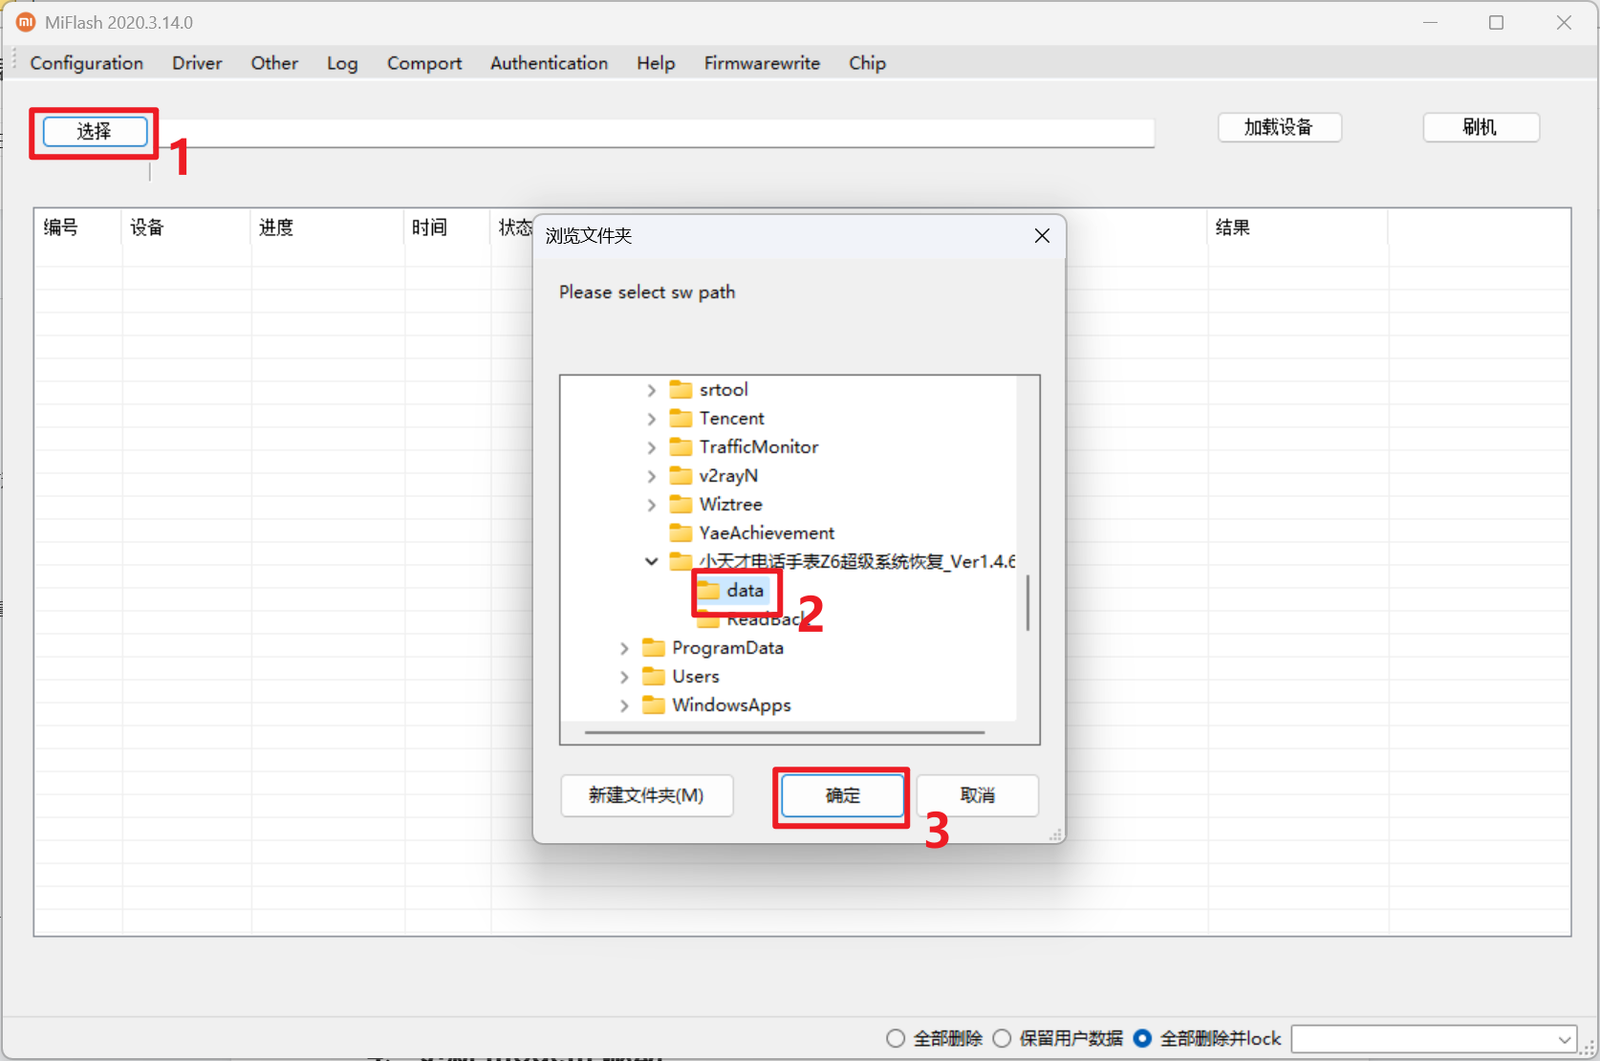 MiFlash 2020.3.14.0
Configuration Driver Other Log Comport Authentication Help Firmwarewrite Chip
选择 加载设备 刷机
1
编号 设备 进度 时间 状态 结果
浏览文件夹
Please select sw path
srtool
Tencent
TrafficMonitor
v2rayN
Wiztree
YaeAchievement
小天才电话手表Z6超级系统恢复_Ver1.4.6
data
2
ReadBack
ProgramData
Users
WindowsApps
新建文件夹(M) 确定 取消
3
全部删除 保留用户数据 全部删除并lock